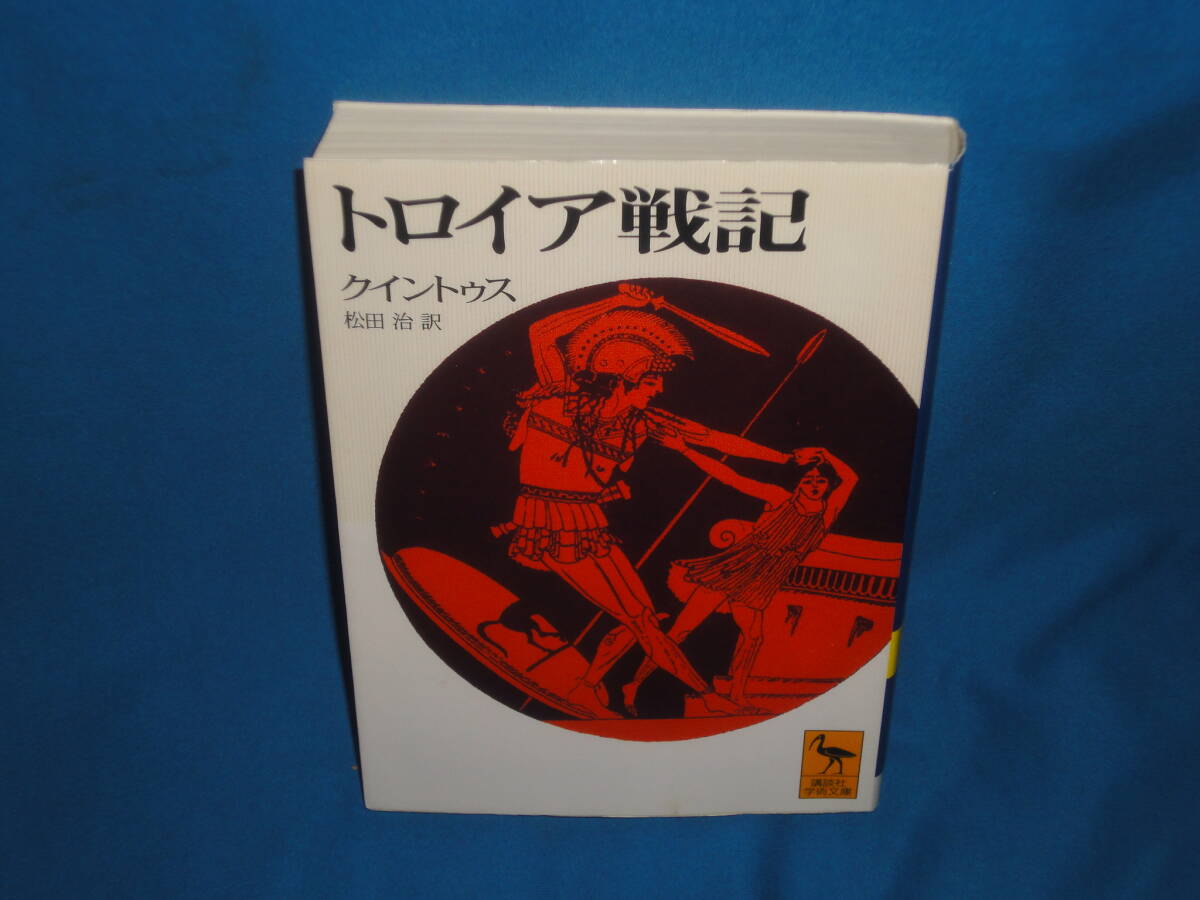 トロイア戦記
クイントゥス
松田 治 訳
講談社
学術文庫